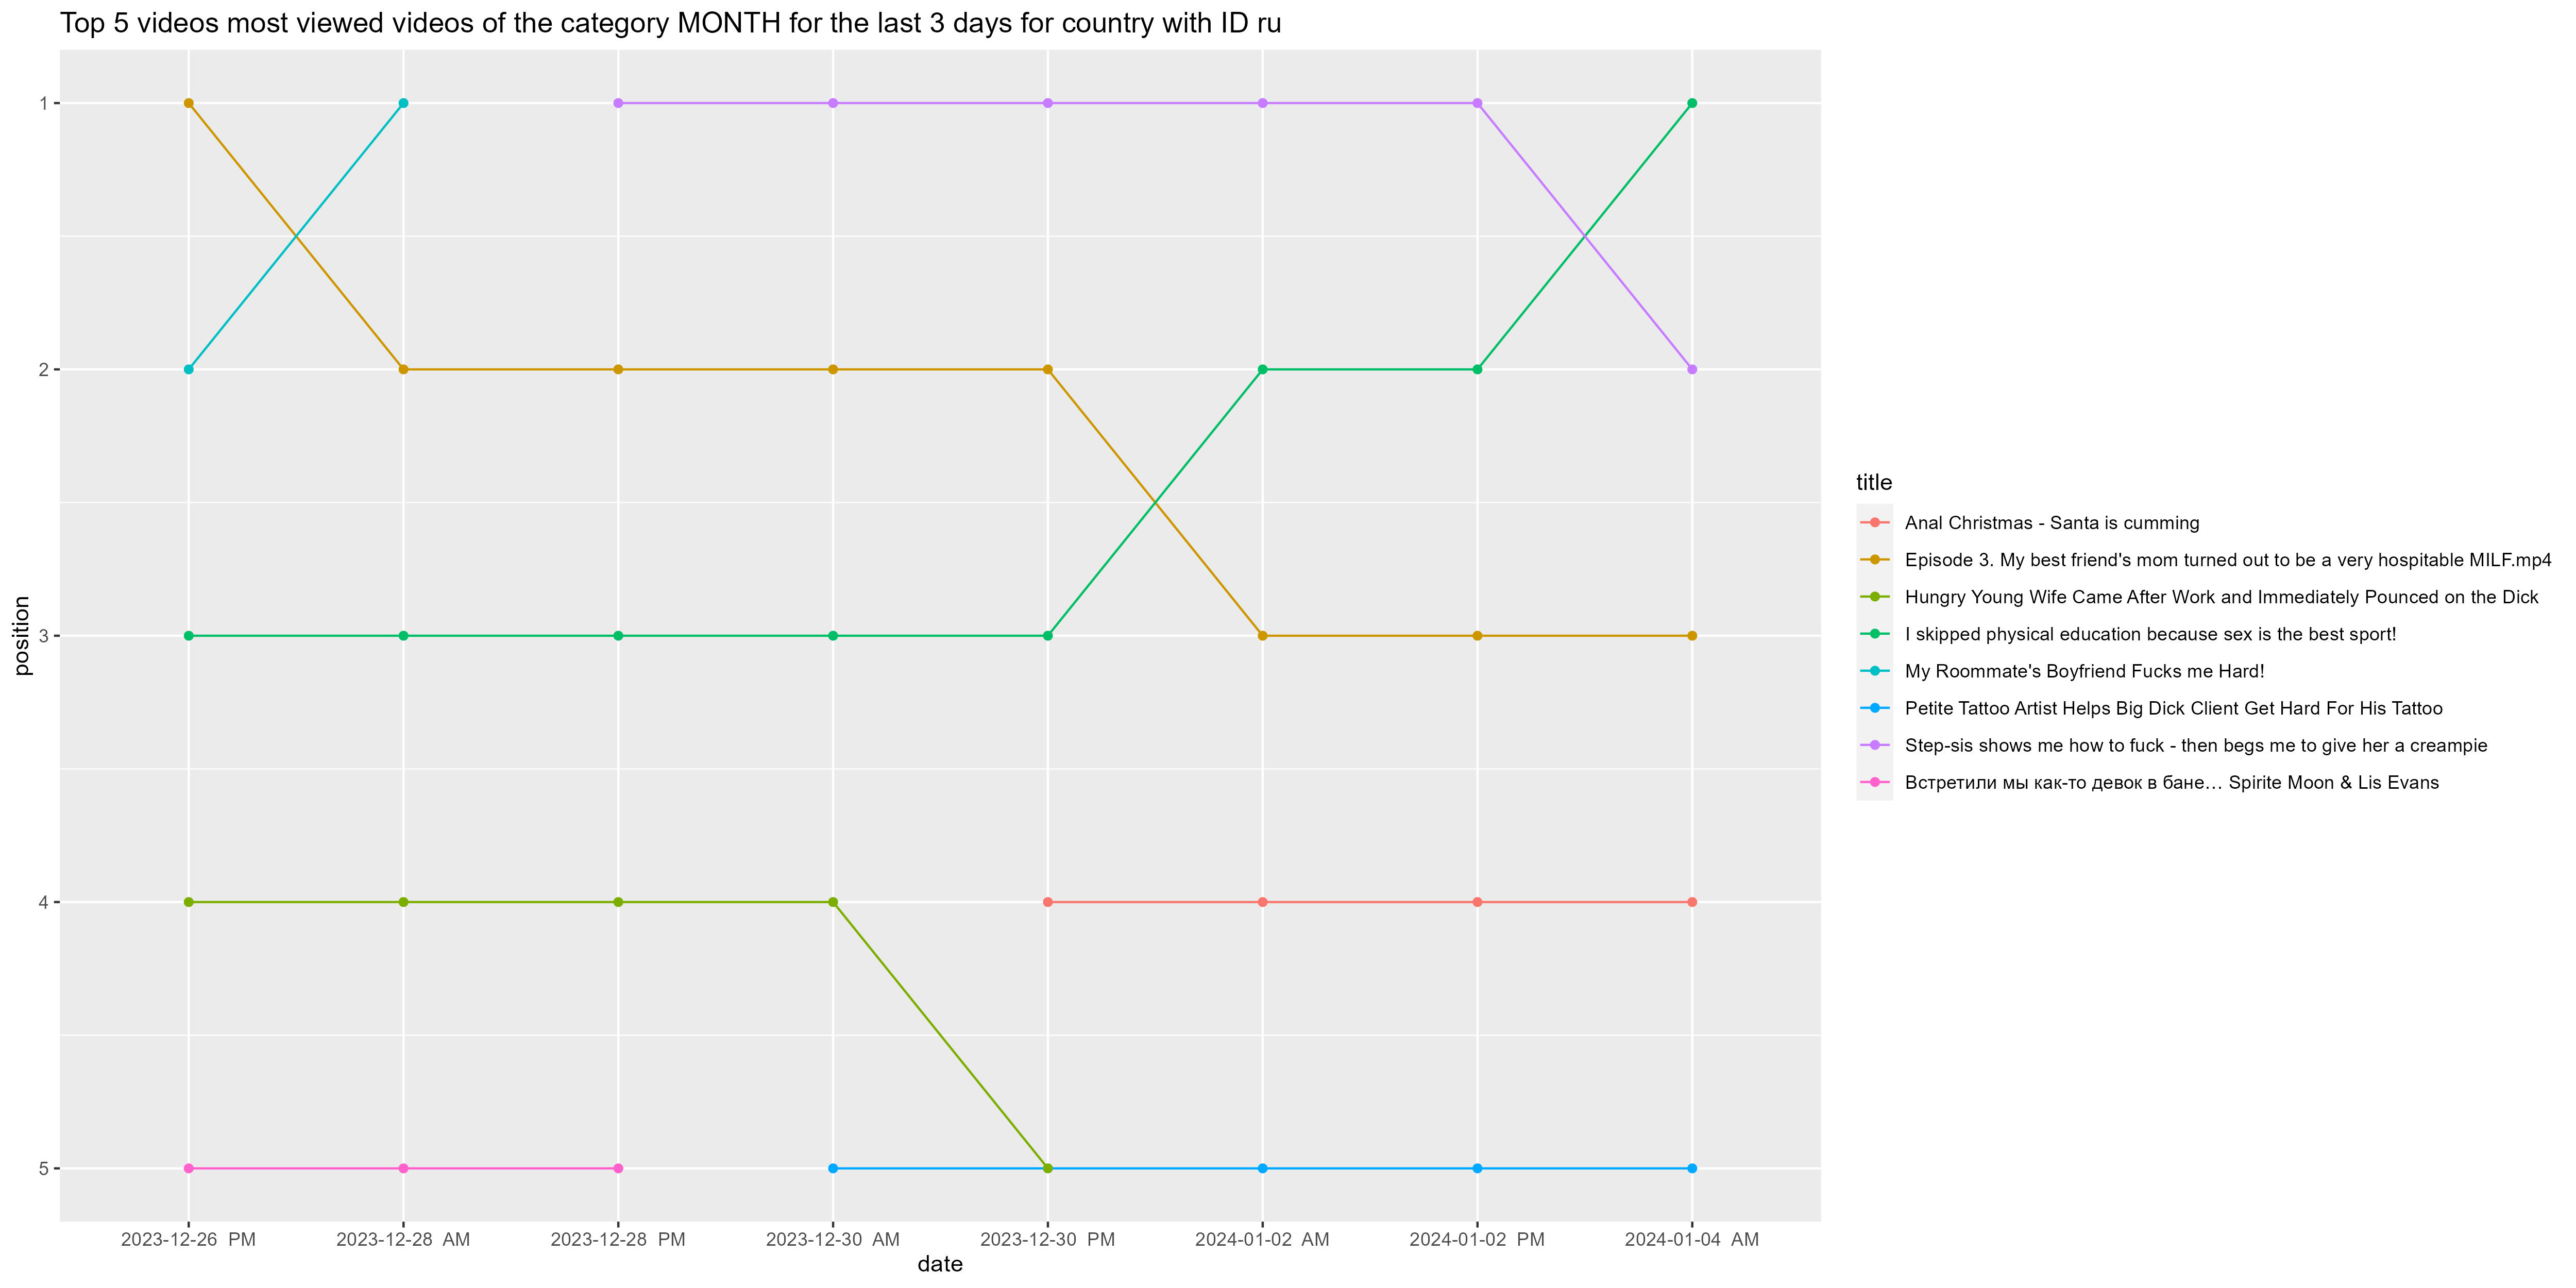 Top 5 videos most viewed videos of the category MONTH for the last 3 days for country with ID ru
position
1
2
3
4
5
2023-12-26 PM
2023-12-28 AM
2023-12-28 PM
2023-12-30 AM
2023-12-30 PM
2024-01-02 AM
2024-01-02 PM
2024-01-04 AM
date
title
Anal Christmas - Santa is cumming
Episode 3. My best friend's mom turned out to be a very hospitable MILF.mp4
Hungry Young Wife Came After Work and Immediately Pounced on the Dick
I skipped physical education because sex is the best sport!
My Roommate's Boyfriend Fucks me Hard!
Petite Tattoo Artist Helps Big Dick Client Get Hard For His Tattoo
Step-sis shows me how to fuck - then begs me to give her a creampie
Встретили мы как-то девок в бане… Spirite Moon & Lis Evans